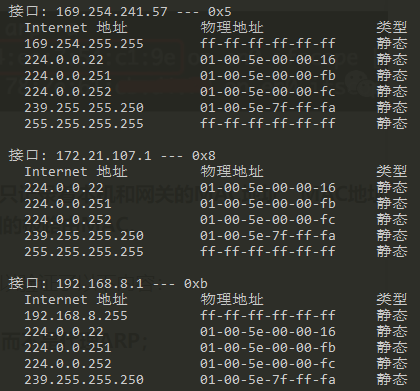 接口: 169.254.241.57 --- 0x5
Internet 地址 物理地址 类型
169.254.255.255 ff-ff-ff-ff-ff-ff 静态
224.0.0.22 01-00-5e-00-00-16 静态
224.0.0.251 01-00-5e-00-00-fb 静态
224.0.0.252 01-00-5e-00-00-fc 静态
239.255.255.250 01-00-5e-7f-ff-fa 静态
255.255.255.255 ff-ff-ff-ff-ff-ff 静态
接口: 172.21.107.1 --- 0x8
Internet 地址 物理地址 类型
224.0.0.22 01-00-5e-00-00-16 静态
224.0.0.251 01-00-5e-00-00-fb 静态
224.0.0.252 01-00-5e-00-00-fc 静态
239.255.255.250 01-00-5e-7f-ff-fa 静态
255.255.255.255 ff-ff-ff-ff-ff-ff 静态
接口: 192.168.8.1 --- 0xb
Internet 地址 物理地址 类型
192.168.8.255 ff-ff-ff-ff-ff-ff 静态
224.0.0.22 01-00-5e-00-00-16 静态
224.0.0.251 01-00-5e-00-00-fb 静态
224.0.0.252 01-00-5e-00-00-fc 静态
239.255.255.250 01-00-5e-7f-ff-fa 静态